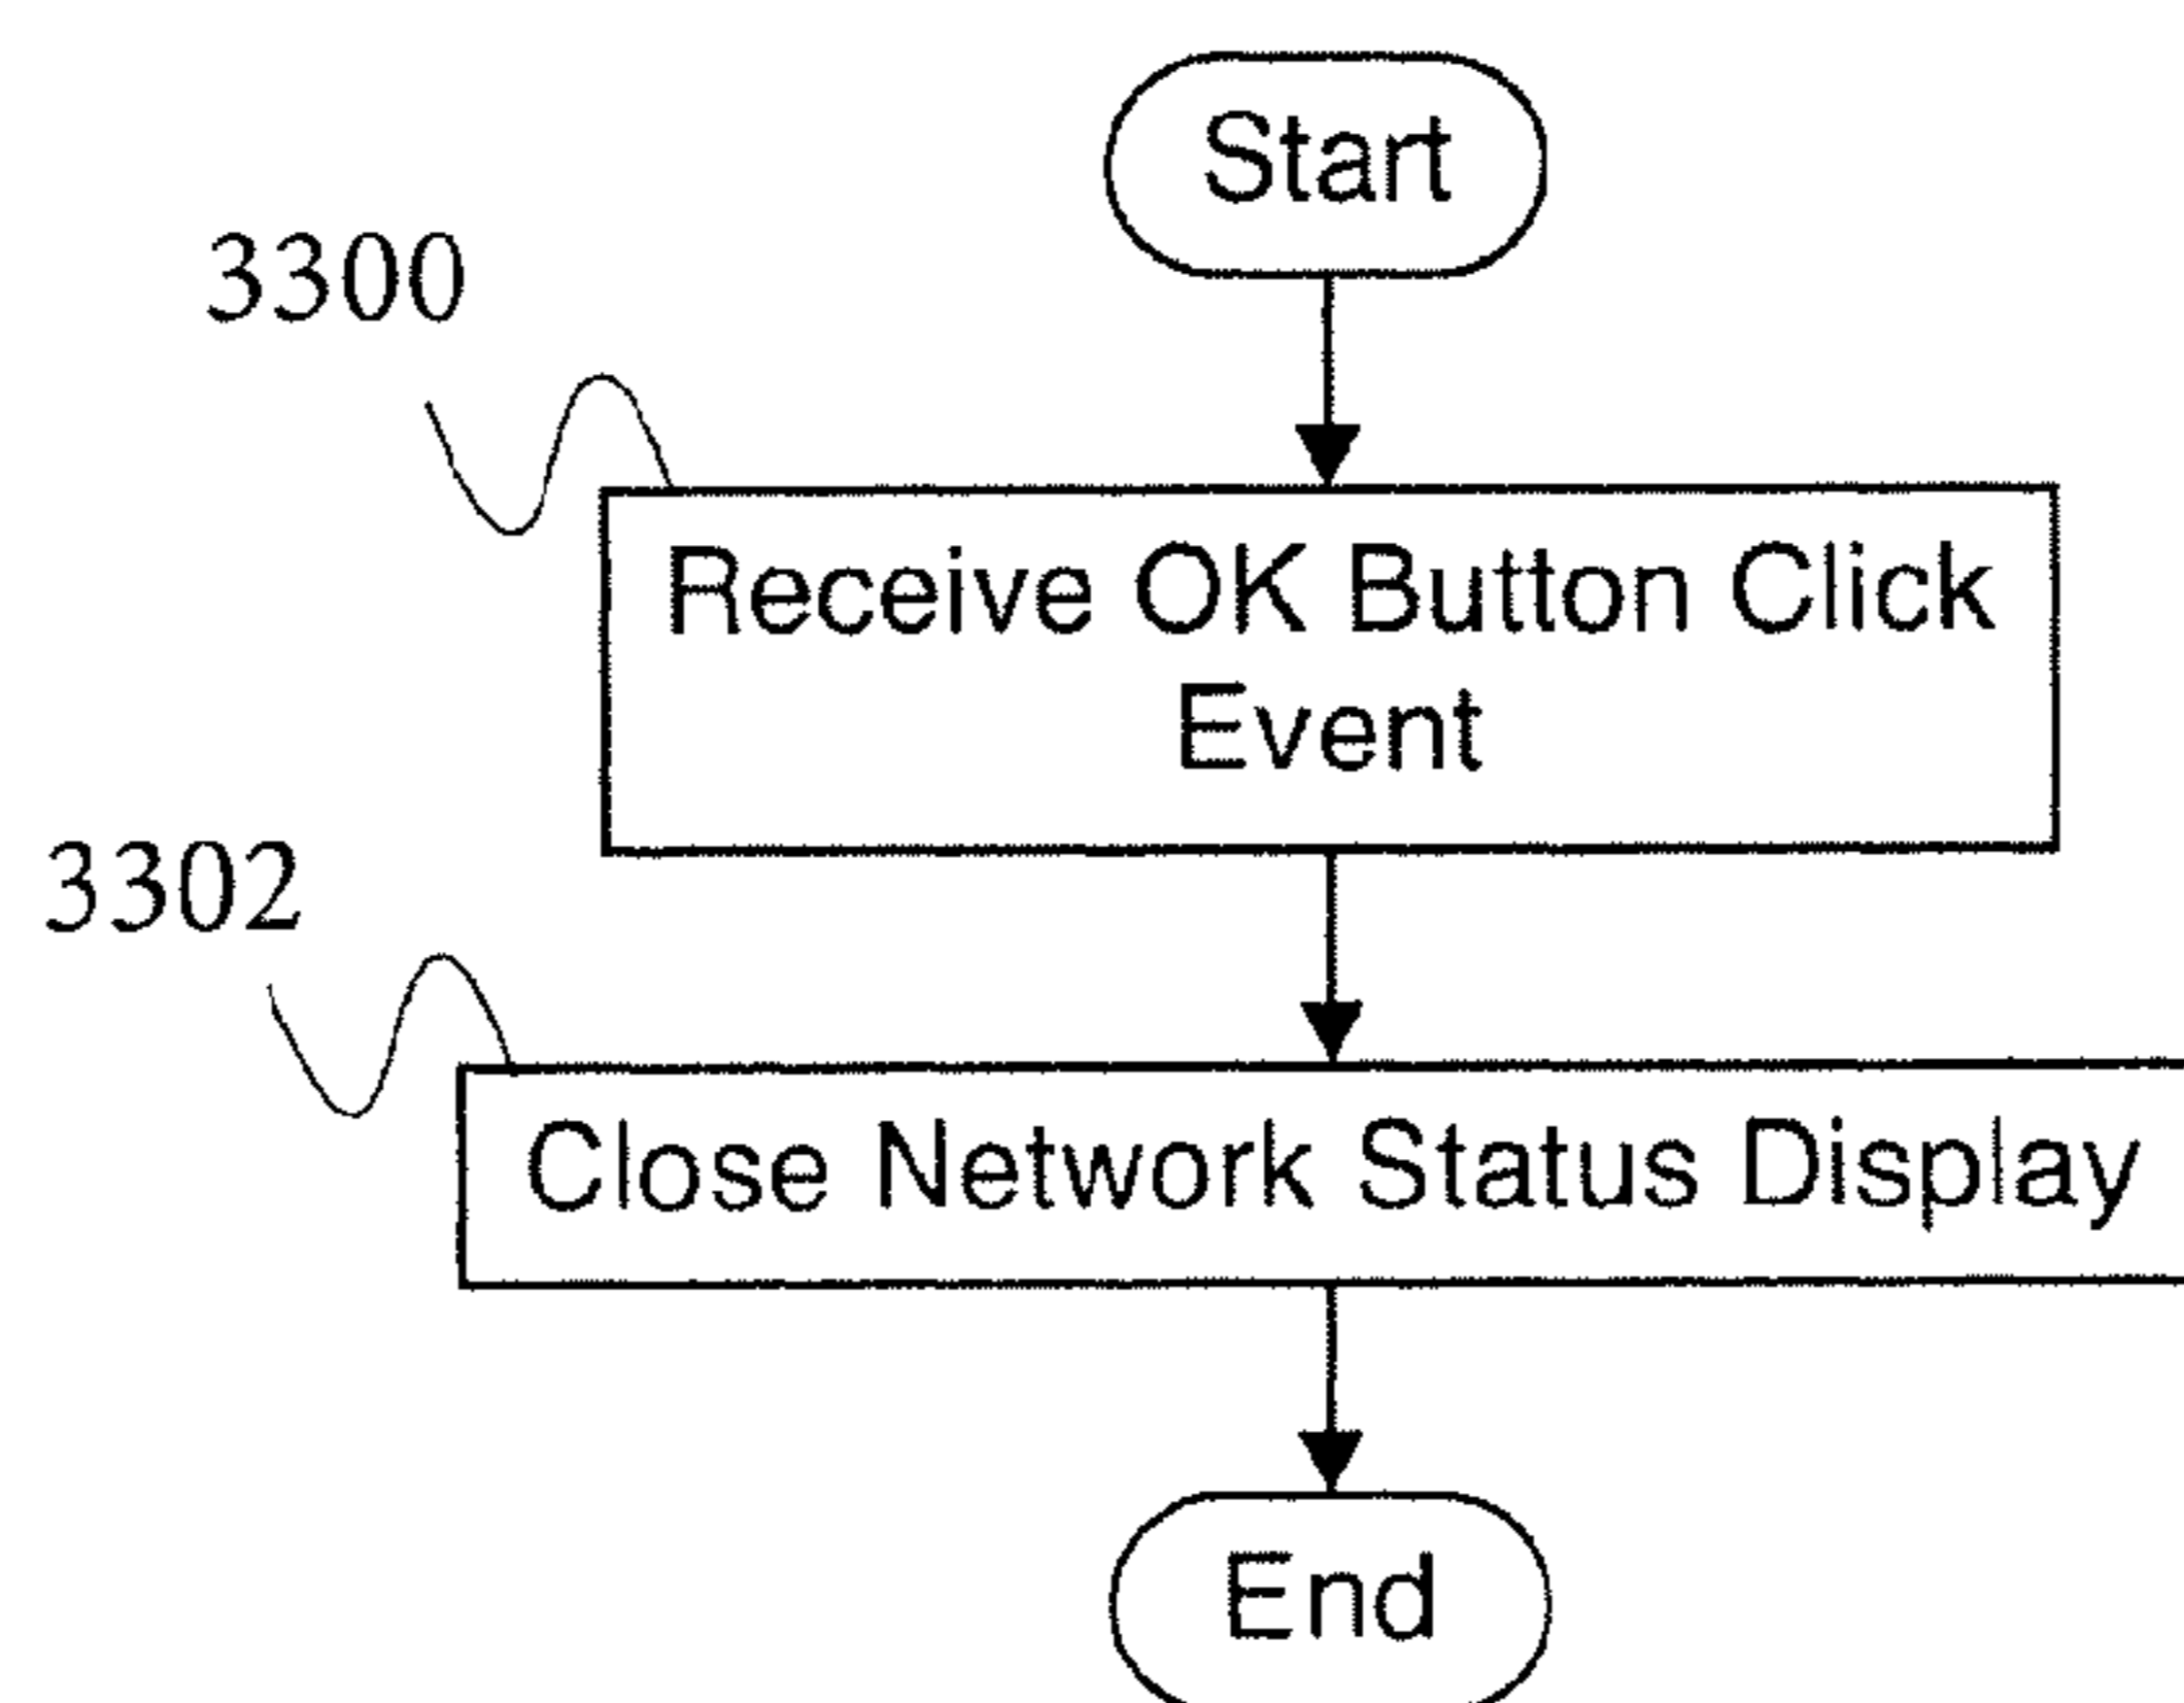 Start
3300
Receive OK Button Click
Event
3302
Close Network Status Display
End